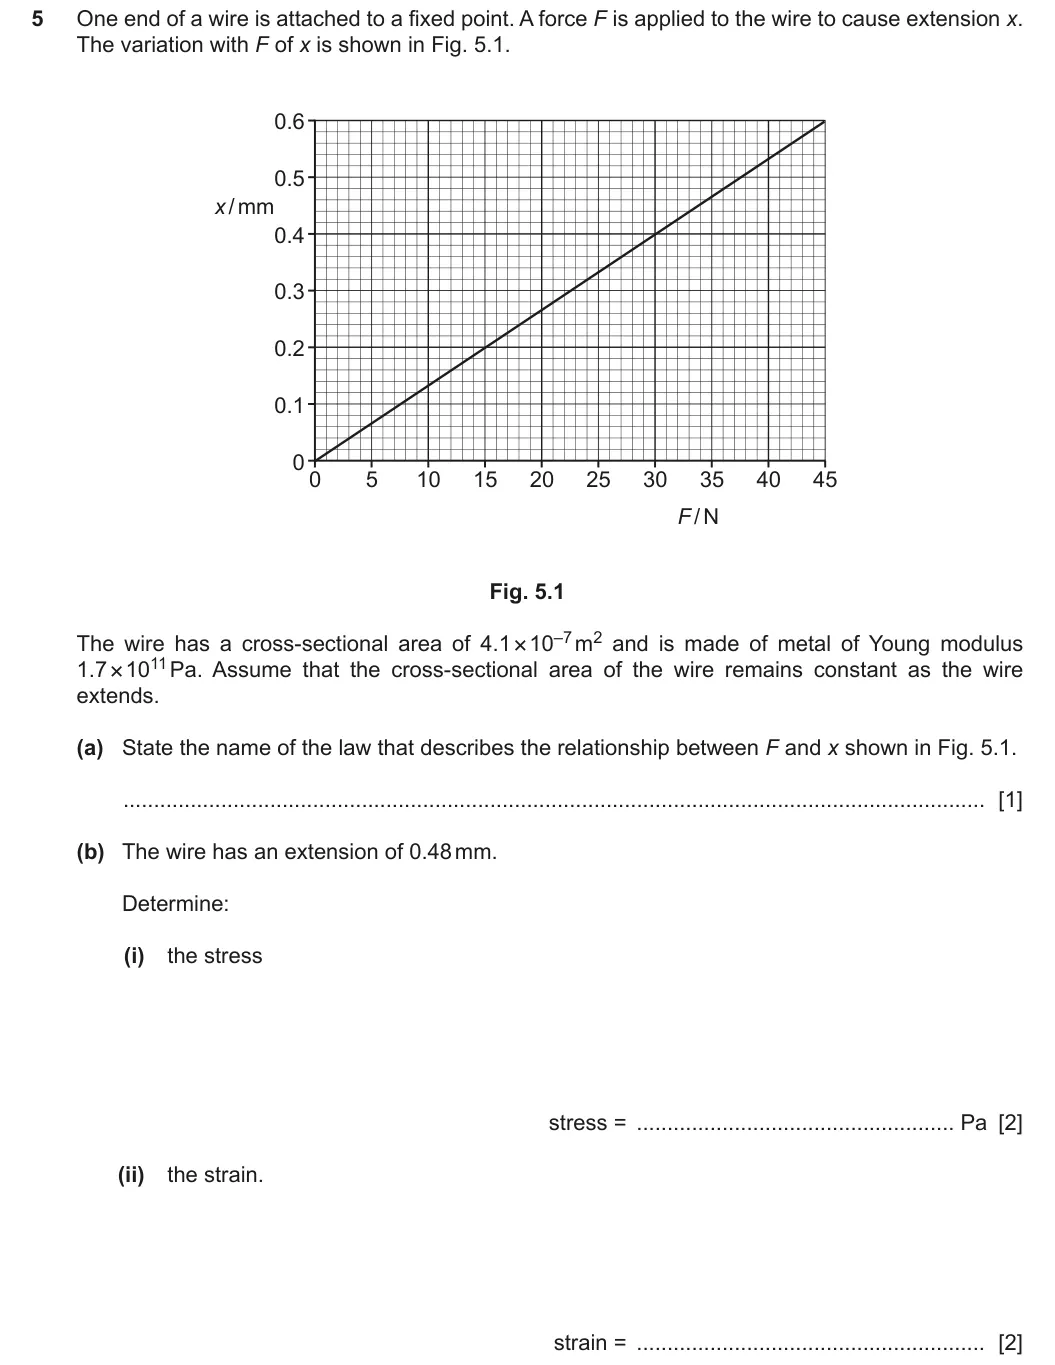 5 One end of a wire is attached to a fixed point. A force F is applied to the wire to cause extension x.
The variation with F of x is shown in Fig. 5.1.
0.6
0.5
x/mm
0.4
0.3
0.2
0.1
0
0 5 10 15 20 25 30 35 40 45
F/N
Fig. 5.1
The wire has a cross-sectional area of 4.1×10⁻⁷m² and is made of metal of Young modulus
1.7×10¹¹Pa. Assume that the cross-sectional area of the wire remains constant as the wire
extends.
(a) State the name of the law that describes the relationship between F and x shown in Fig. 5.1.
............................................................................................................................................. [1]
(b) The wire has an extension of 0.48mm.
Determine:
(i) the stress
stress = .................................................... Pa [2]
(ii) the strain.
strain = ......................................................... [2]